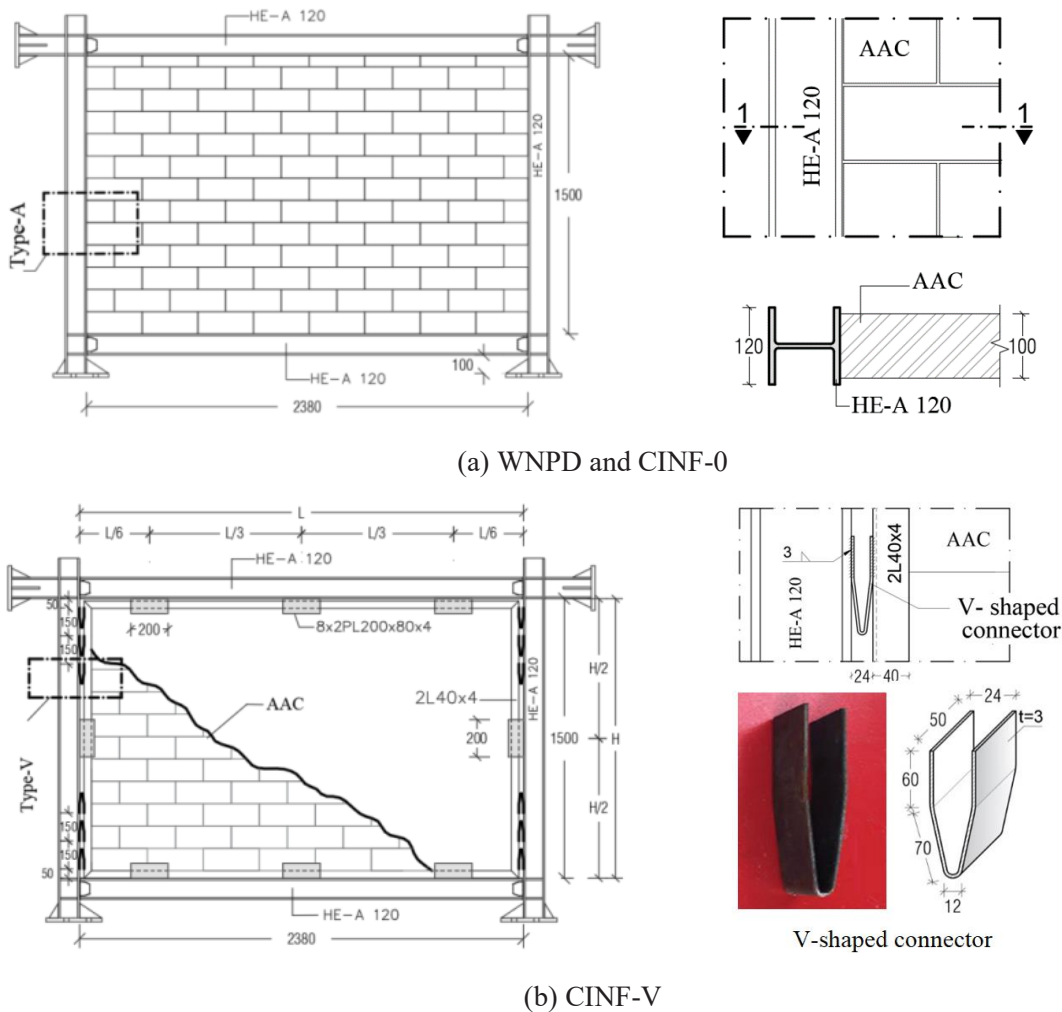 HE-A 120
HE-A 120
1500
Type-A
100
HE-A 120
2380
AAC
1
1
HE-A 120
AAC
120
100
HE-A 120
(a) WNPD and CINF-0
L
L/6
L/3
L/3
L/6
HE-A 120
50
150
150
200
8x2PL200x80x4
HE-A 120
H/2
2L40x4
AAC
200
1500
H
Type-V
H/2
150
150
50
HE-A 120
2380
3
HE-A 120
2L40x4
AAC
V- shaped
connector
24
40
24
50
t=3
60
70
12
V-shaped connector
(b) CINF-V